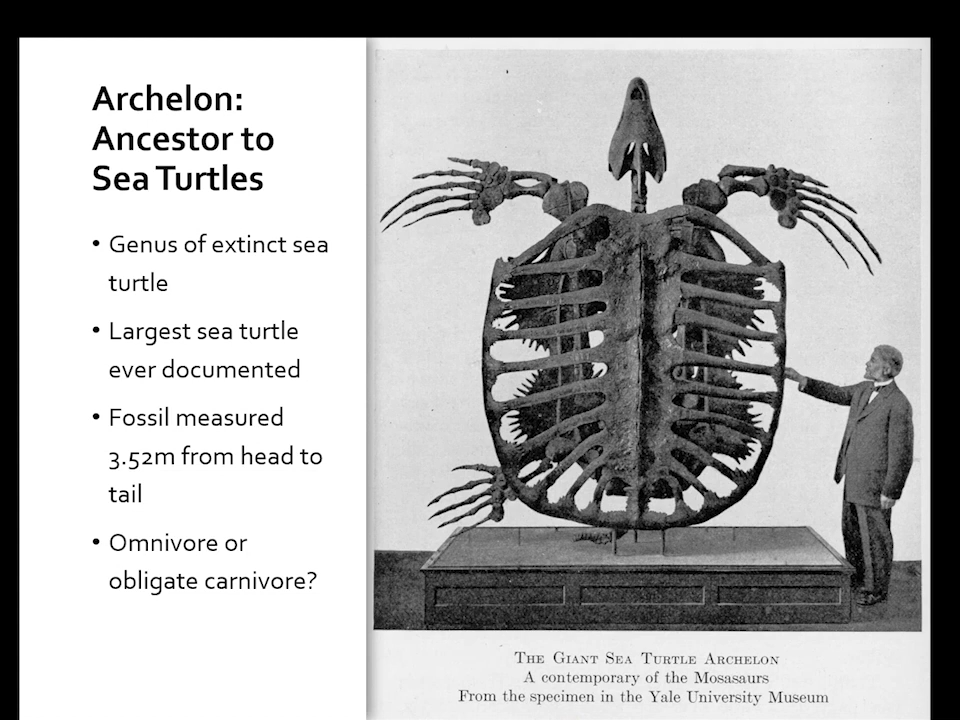 Archelon:
Ancestor to
Sea Turtles
• Genus of extinct sea
turtle
• Largest sea turtle
ever documented
• Fossil measured
3.52m from head to
tail
• Omnivore or
obligate carnivore?
The Giant Sea Turtle Archelon
A contemporary of the Mosasaurs
From the specimen in the Yale University Museum